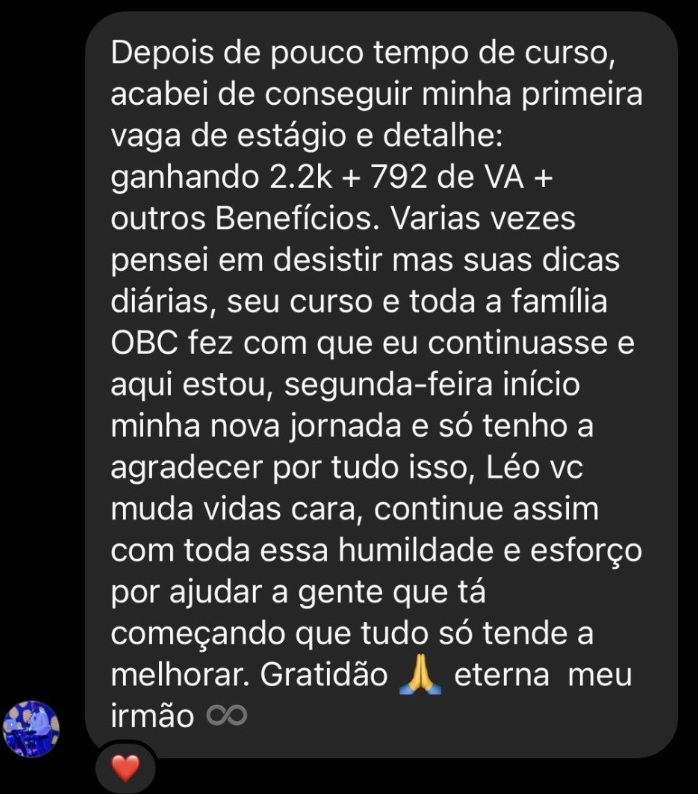 Depois de pouco tempo de curso,
acabei de conseguir minha primeira
vaga de estágio e detalhe:
ganhando 2.2k + 792 de VA +
outros Benefícios. Varias vezes
pensei em desistir mas suas dicas
diárias, seu curso e toda a família
OBC fez com que eu continuasse e
aqui estou, segunda-feira início
minha nova jornada e só tenho a
agradecer por tudo isso, Léo vc
muda vidas cara, continue assim
com toda essa humildade e esforço
por ajudar a gente que tá
começando que tudo só tende a
melhorar. Gratidão 🙏 eterna  meu
irmão ♾